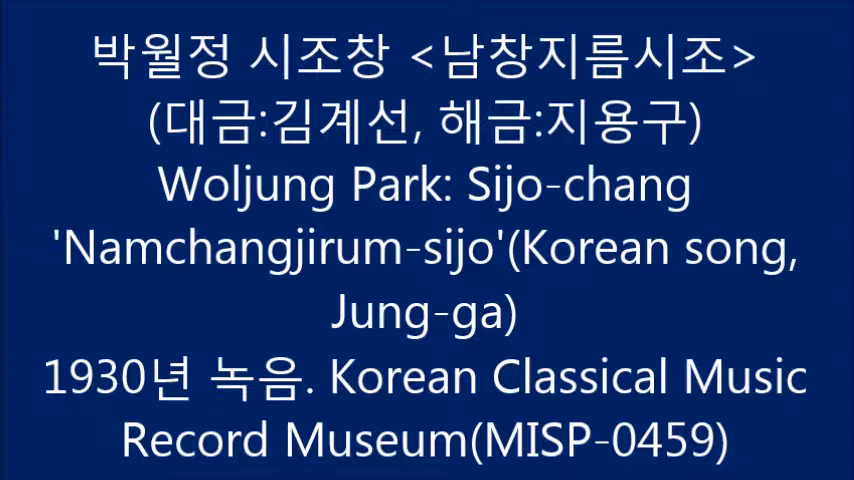 박월정 시조창 <남창지름시조>
(대금:김계선, 해금:지용구)
Woljung Park: Sijo-chang
'Namchangjirum-sijo'(Korean song,
Jung-ga)
1930년 녹음. Korean Classical Music
Record Museum(MISP-0459)